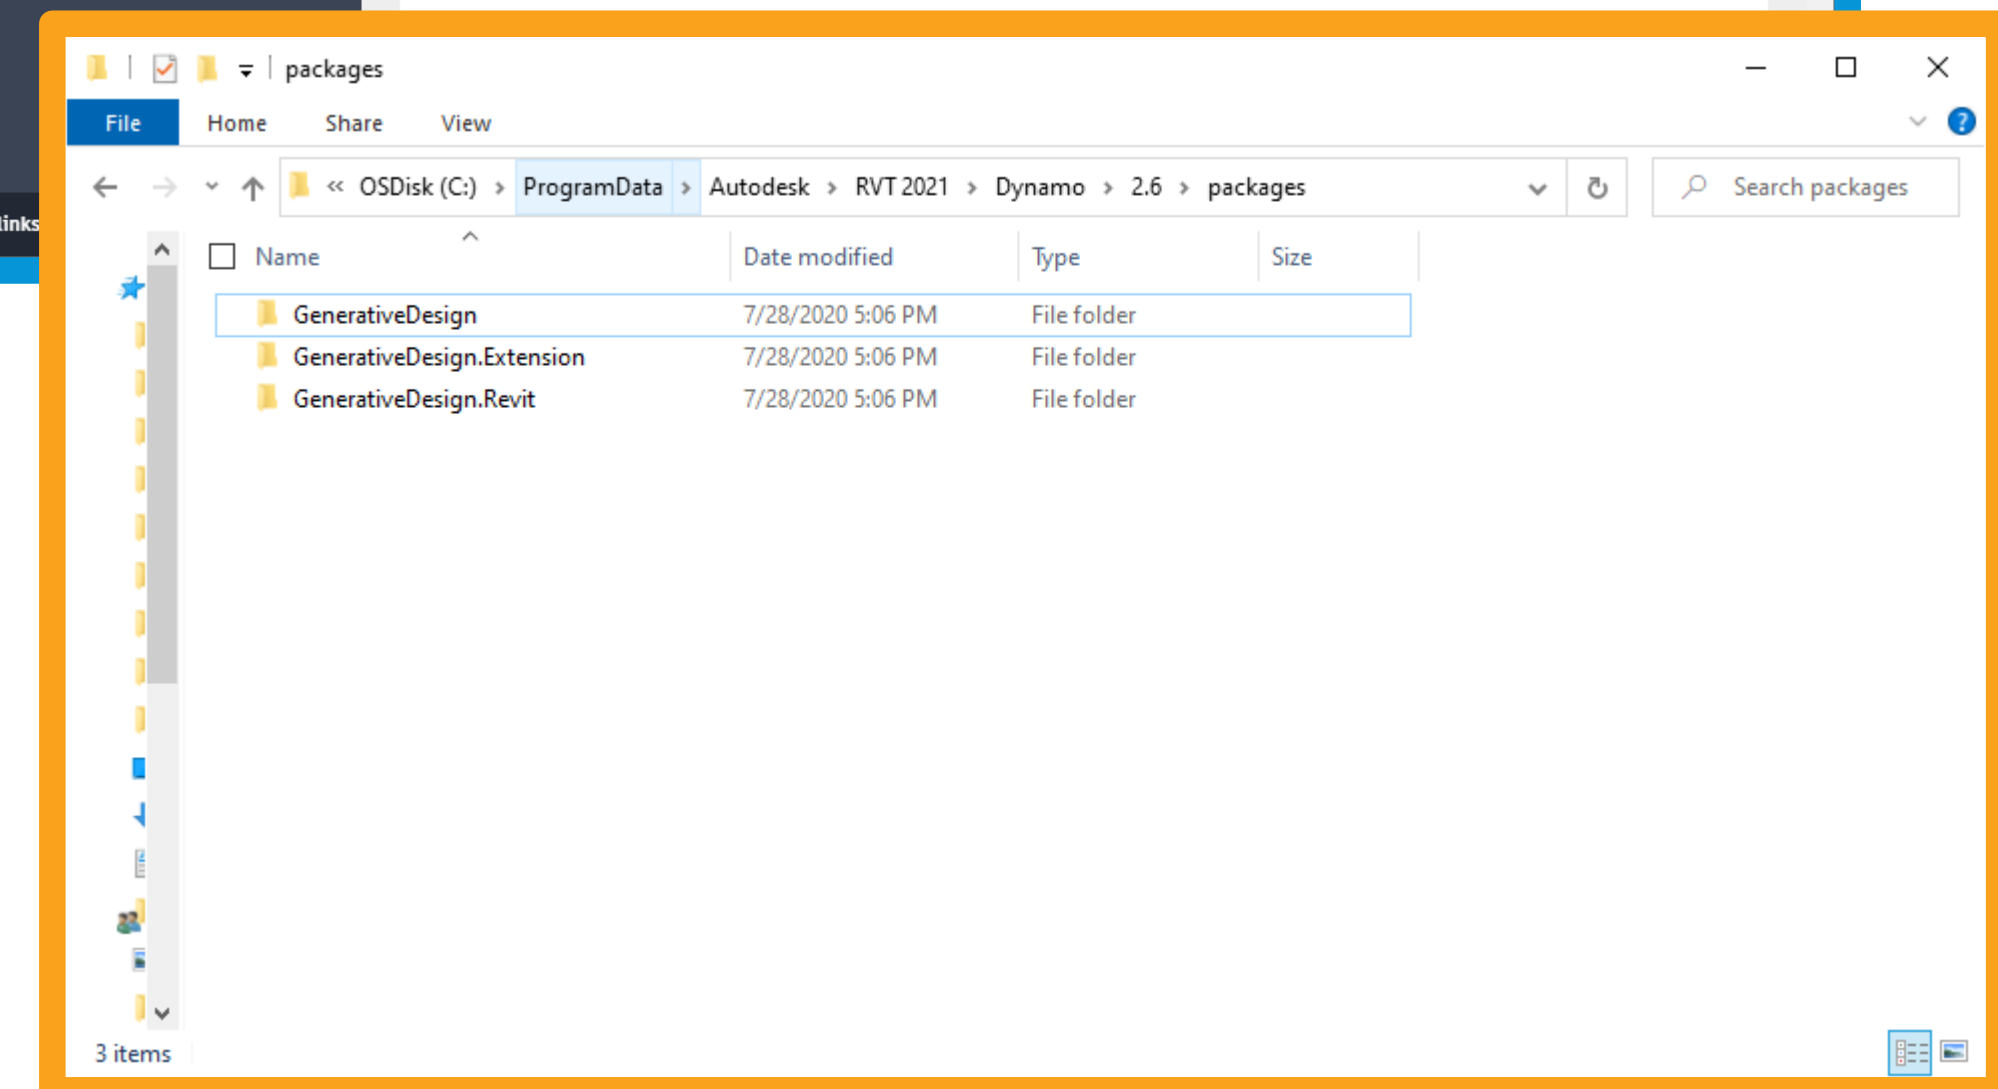 packages
File Home Share View
« OSDisk (C:) › ProgramData › Autodesk › RVT 2021 › Dynamo › 2.6 › packages Search packages
links
Name Date modified Type Size
GenerativeDesign 7/28/2020 5:06 PM File folder
GenerativeDesign.Extension 7/28/2020 5:06 PM File folder
GenerativeDesign.Revit 7/28/2020 5:06 PM File folder
3 items